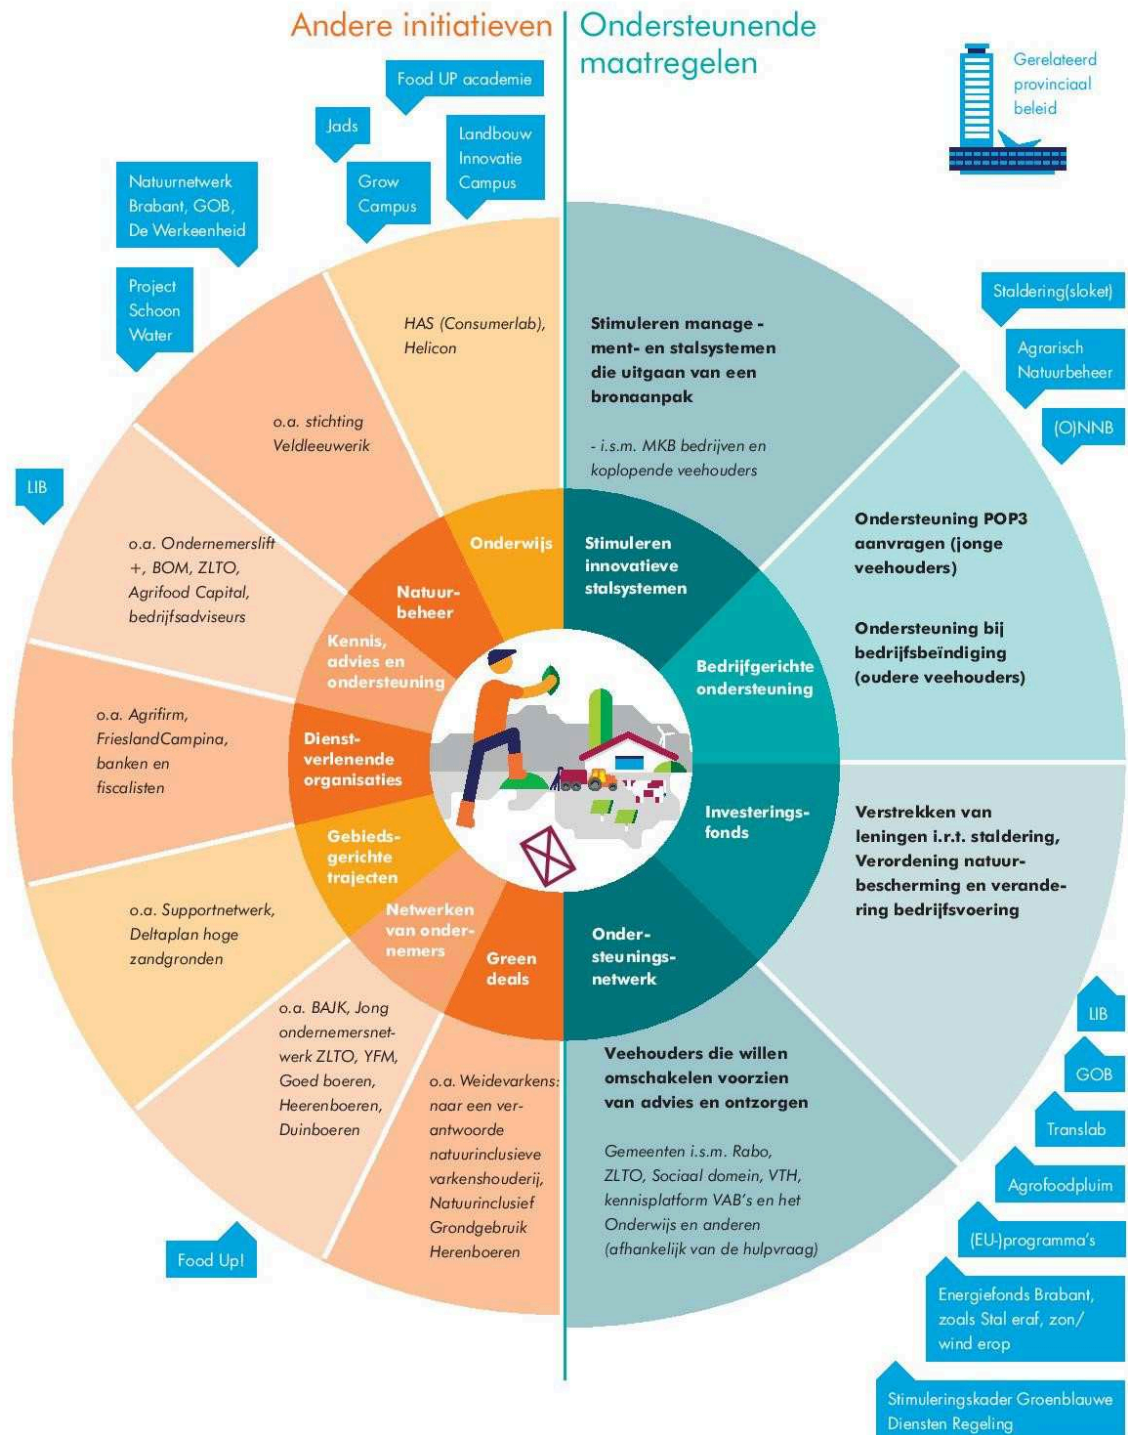 Andere initiatieven
Ondersteunende
maatregelen
Gerelateerd
provinciaal
beleid
Food UP academie
Jads
Landbouw
Innovatie
Campus
Grow
Campus
Natuurnetwerk
Brabant, GOB,
De Werkeenheid
Project
Schoon
Water
LIB
Food Up!
HAS (Consumerlab),
Helicon
o.a. stichting
Veldleeuwerik
o.a. Ondernemerslift
+, BOM, ZLTO,
Agrifood Capital,
bedrijfsadviseurs
o.a. Agrifirm,
FrieslandCampina,
banken en
fiscalisten
o.a. Supportnetwerk,
Deltaplan hoge
zandgronden
o.a. BAJK, Jong
ondernemersnet-
werk ZLTO, YFM,
Goed boeren,
Heerenboeren,
Duinboeren
o.a. Weidevarkens:
naar een ver-
antwoorde
natuurinclusieve
varkenshouderij,
Natuurinclusief
Grondgebruik
Herenboeren
Onderwijs
Natuur-
beheer
Kennis,
advies en
ondersteuning
Dienst-
verlenende
organisaties
Gebieds-
gerichte
trajecten
Netwerken
van onder-
nemers
Green
deals
Stimuleren
innovatieve
stalsystemen
Bedrijfgerichte
ondersteuning
Investerings-
fonds
Onder-
steunings-
netwerk
Stimuleren manage -
ment- en stalsystemen
die uitgaan van een
bronaanpak
- i.s.m. MKB bedrijven en
koplopende veehouders
Ondersteuning POP3
aanvragen (jonge
veehouders)
Ondersteuning bij
bedrijfsbeïndiging
(oudere veehouders)
Verstrekken van
leningen i.r.t. staldering,
Verordening natuur-
bescherming en verande-
ring bedrijfsvoering
Veehouders die willen
omschakelen voorzien
van advies en ontzorgen
Gemeenten i.s.m. Rabo,
ZLTO, Sociaal domein, VTH,
kennisplatform VAB's en het
Onderwijs en anderen
(afhankelijk van de hulpvraag)
Staldering(sloket)
Agrarisch
Natuurbeheer
(O)NNB
LIB
GOB
Translab
Agrofoodpluim
(EU-)programma's
Energiefonds Brabant,
zoals Stal eraf, zon/
wind erop
Stimuleringskader Groenblauwe
Diensten Regeling